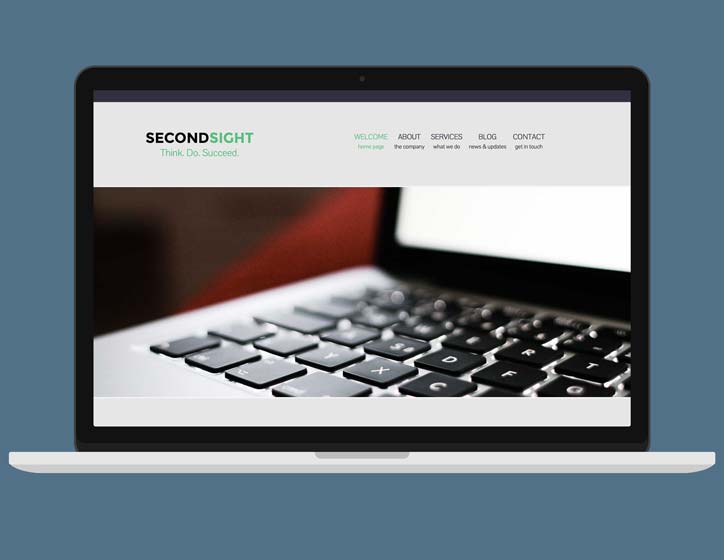 SECONDSIGHT
Think. Do. Succeed.
WELCOME ABOUT SERVICES BLOG CONTACT
home page the company what we do news & updates get in touch
R T
D F G
Y X C